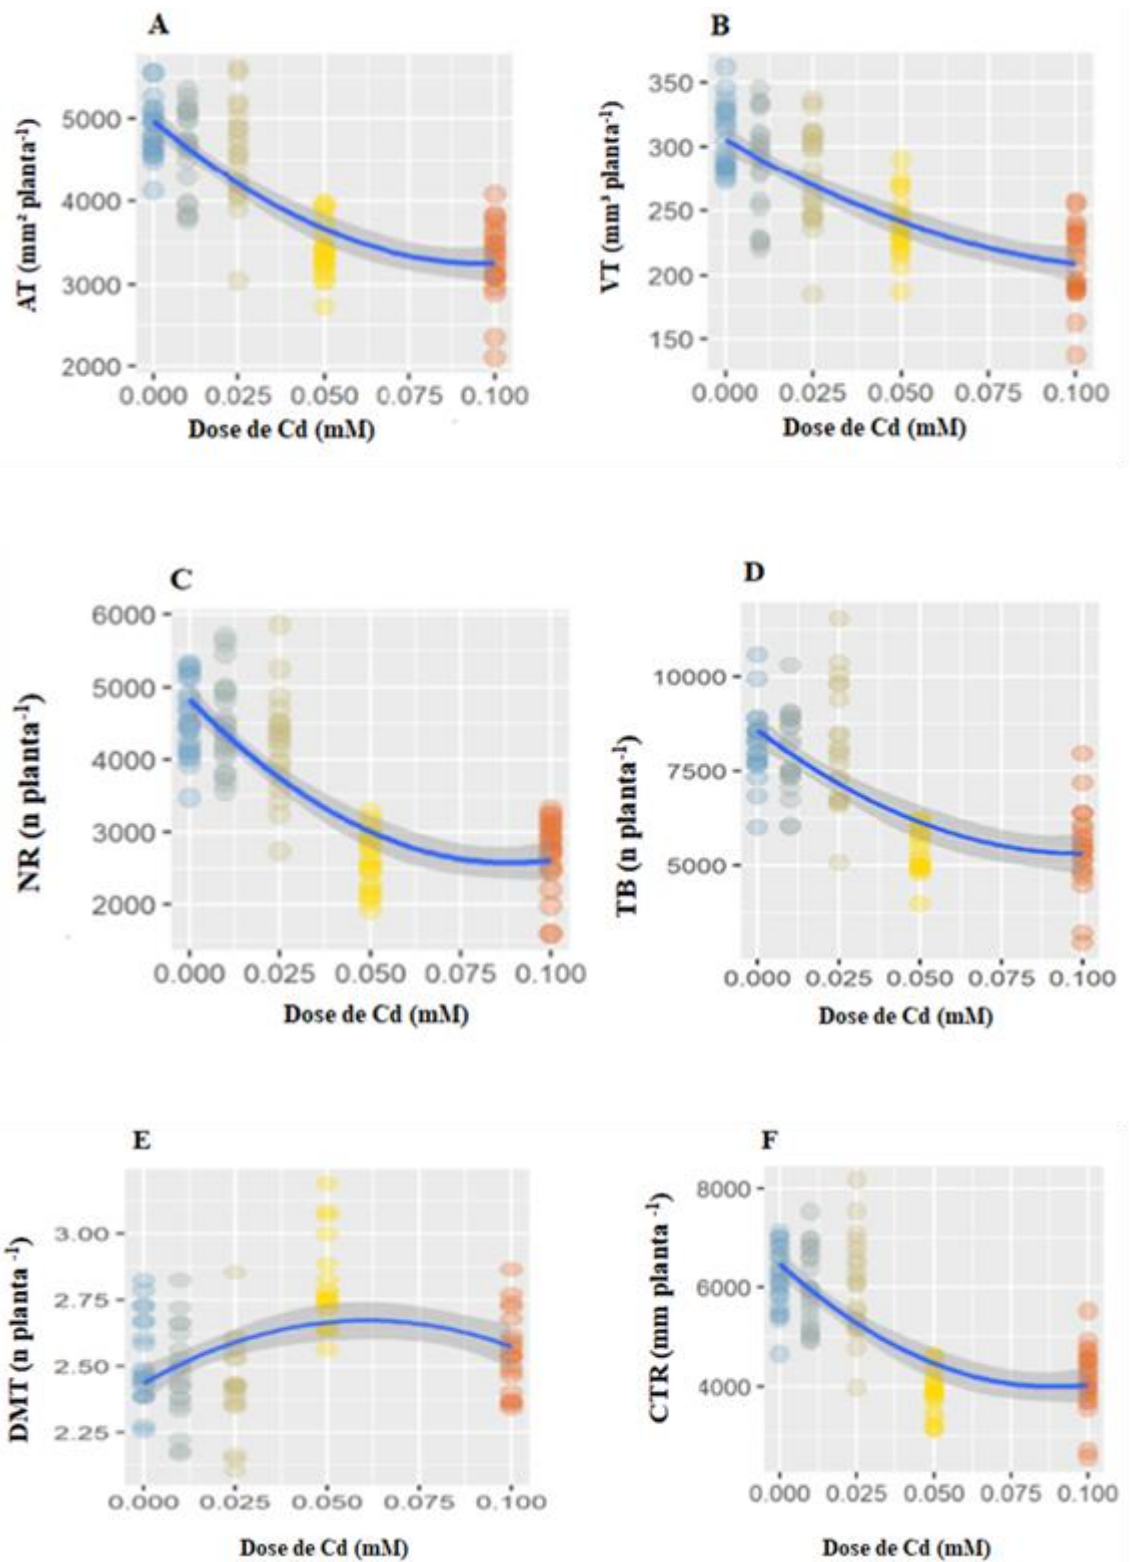 A
AT (mm² planta⁻¹)
5000
4000
3000
2000
0.000 0.025 0.050 0.075 0.100
Dose de Cd (mM)
B
VT (mm³ planta⁻¹)
350
300
250
200
150
0.000 0.025 0.050 0.075 0.100
Dose de Cd (mM)
C
NR (n planta⁻¹)
6000
5000
4000
3000
2000
0.000 0.025 0.050 0.075 0.100
Dose de Cd (mM)
D
TB (n planta⁻¹)
10000
7500
5000
0.000 0.025 0.050 0.075 0.100
Dose de Cd (mM)
E
DMT (n planta ⁻¹)
3.00
2.75
2.50
2.25
0.000 0.025 0.050 0.075 0.100
Dose de Cd (mM)
F
CTR (mm planta ⁻¹)
8000
6000
4000
0.000 0.025 0.050 0.075 0.100
Dose de Cd (mM)